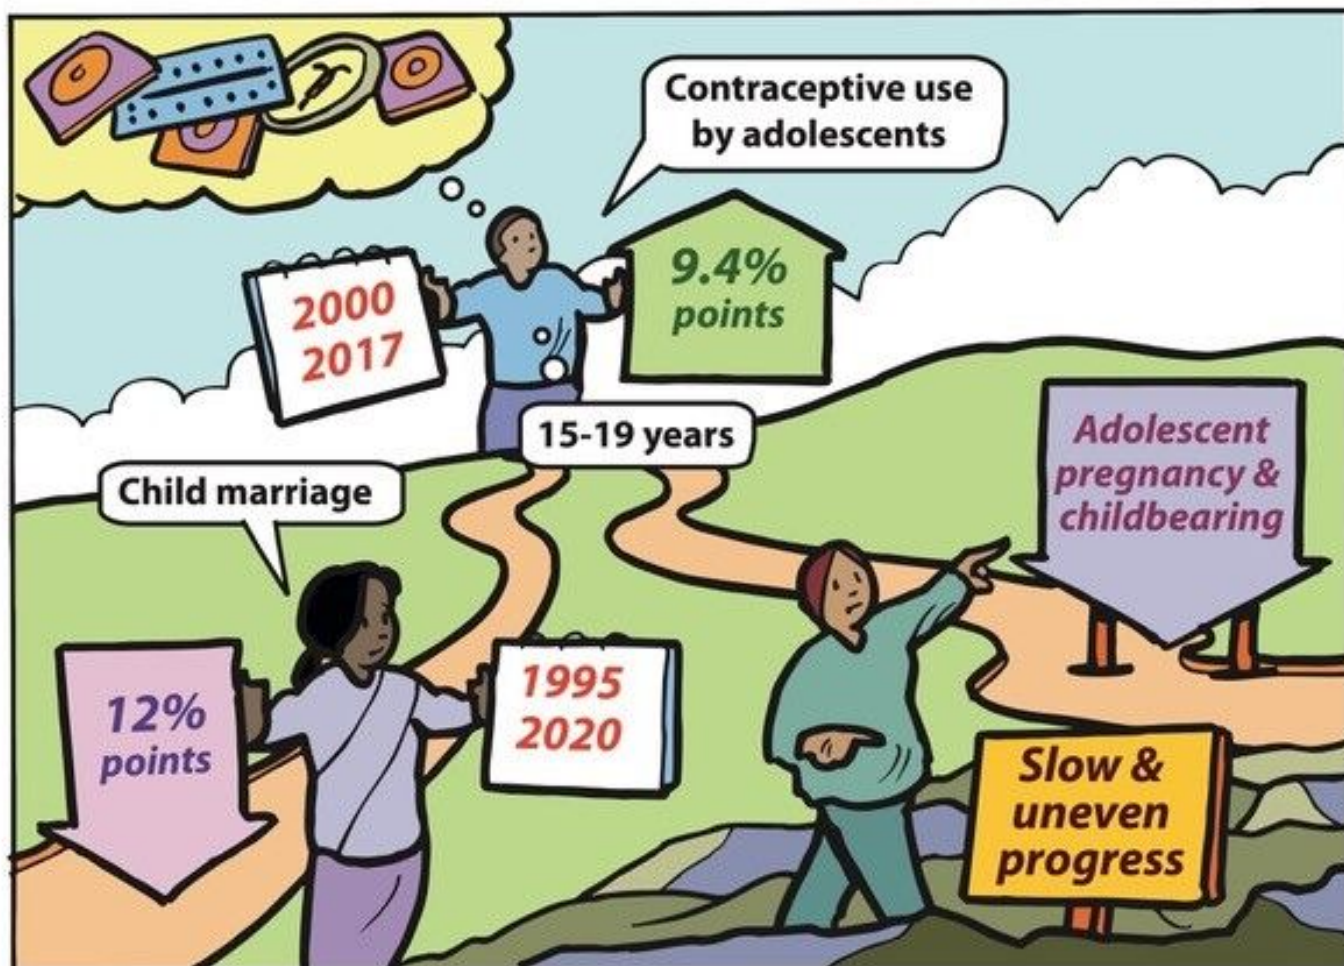 Contraceptive use
by adolescents
2000
2017
9.4%
points
15-19 years
Child marriage
Adolescent
pregnancy &
childbearing
12%
points
1995
2020
Slow &
uneven
progress